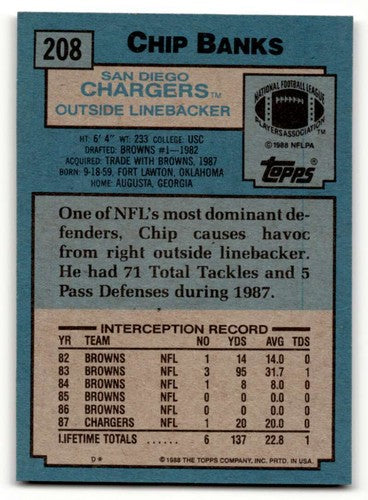 208
CHIP BANKS
SAN DIEGO
CHARGERS™
OUTSIDE LINEBACKER
NATIONAL FOOTBALL LEAGUE
PLAYERS ASSOCIATION™
©1988 NFLPA
Topps®
HT: 6' 4" WT: 233 COLLEGE: USC
DRAFTED: BROWNS #1—1982
ACQUIRED: TRADE WITH BROWNS, 1987
BORN: 9-18-59, FORT LAWTON, OKLAHOMA
HOME: AUGUSTA, GEORGIA
One of NFL's most dominant de-
fenders, Chip causes havoc
from right outside linebacker.
He had 71 Total Tackles and 5
Pass Defenses during 1987.
INTERCEPTION RECORD
YR TEAM NO YDS AVG TDS
82 BROWNS NFL 1 14 14.0 0
83 BROWNS NFL 3 95 31.7 1
84 BROWNS NFL 1 8 8.0 0
85 BROWNS NFL 0 0 — 0
86 BROWNS NFL 0 0 — 0
87 CHARGERS NFL 1 20 20.0 0
LIFETIME TOTALS ..... 6 137 22.8 1
D* ©1988 THE TOPPS COMPANY, INC. PRTD. IN USA.